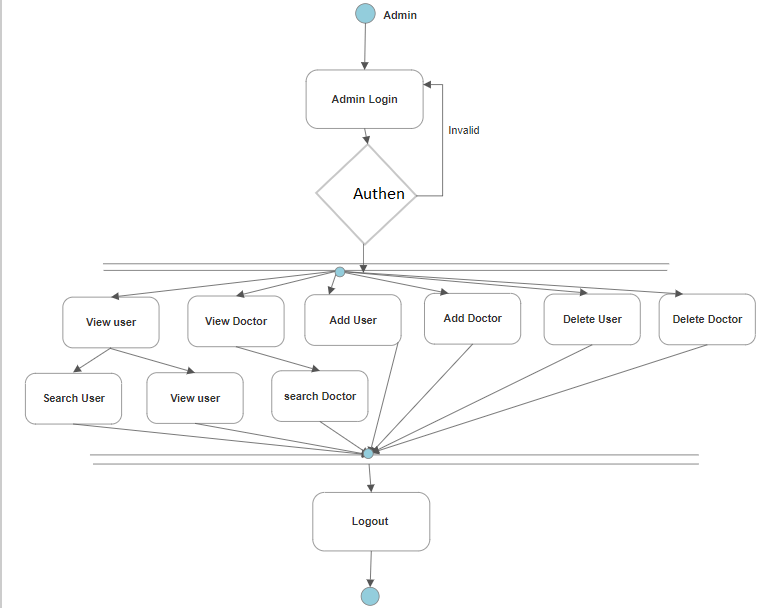 Admin
Admin Login
Invalid
Authen
View user
View Doctor
Add User
Add Doctor
Delete User
Delete Doctor
Search User
View user
search Doctor
Logout